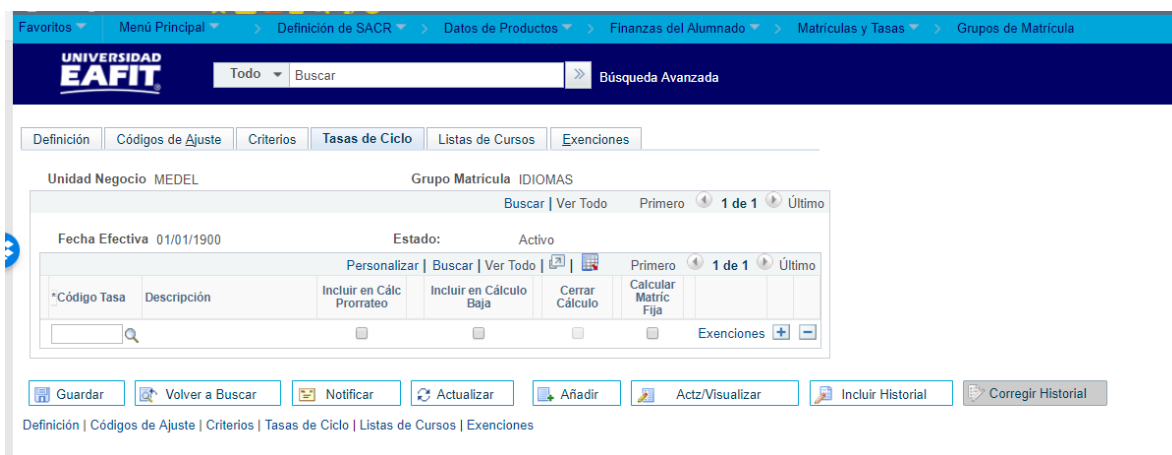 Favoritos Menú Principal > Definición de SACR > Datos de Productos > Finanzas del Alumnado > Matrículas y Tasas > Grupos de Matrícula
UNIVERSIDAD
EAFIT
Todo Buscar » Búsqueda Avanzada
Definición Códigos de Ajuste Criterios Tasas de Ciclo Listas de Cursos Exenciones
Unidad Negocio MEDEL Grupo Matrícula IDIOMAS
Buscar | Ver Todo Primero 1 de 1 Último
Fecha Efectiva 01/01/1900 Estado: Activo
Personalizar | Buscar | Ver Todo | | Primero 1 de 1 Último
*Código Tasa Descripción Incluir en Cálc Prorrateo Incluir en Cálculo Baja Cerrar Cálculo Calcular Matríc Fija
Exenciones + -
Guardar Volver a Buscar Notificar Actualizar Añadir Actz/Visualizar Incluir Historial Corregir Historial
Definición | Códigos de Ajuste | Criterios | Tasas de Ciclo | Listas de Cursos | Exenciones